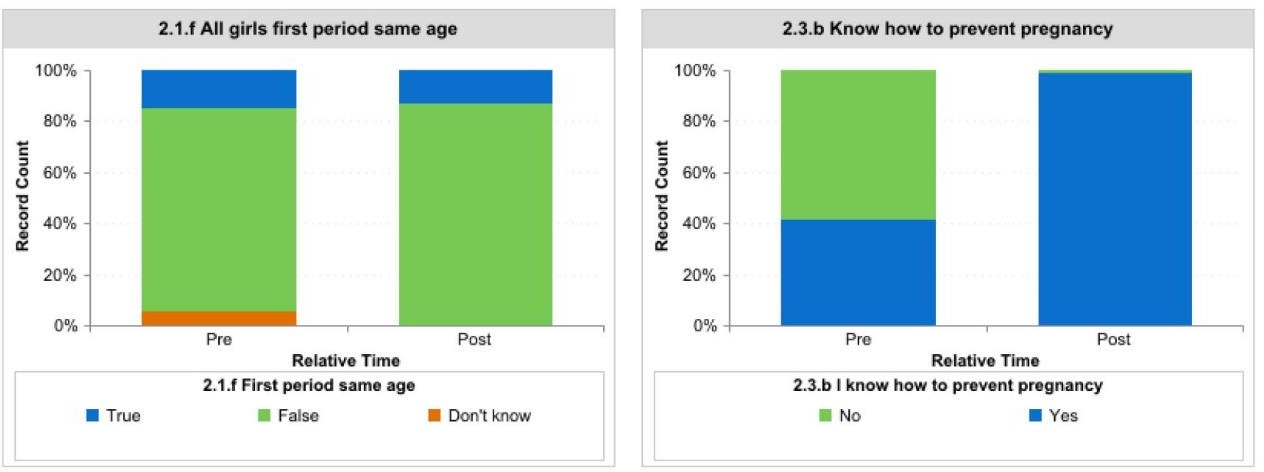 2.1.f All girls first period same age
100%
80%
60%
40%
20%
0%
Record Count
Pre
Post
Relative Time
2.1.f First period same age
True
False
Don't know
2.3.b Know how to prevent pregnancy
100%
80%
60%
40%
20%
0%
Record Count
Pre
Post
Relative Time
2.3.b I know how to prevent pregnancy
No
Yes